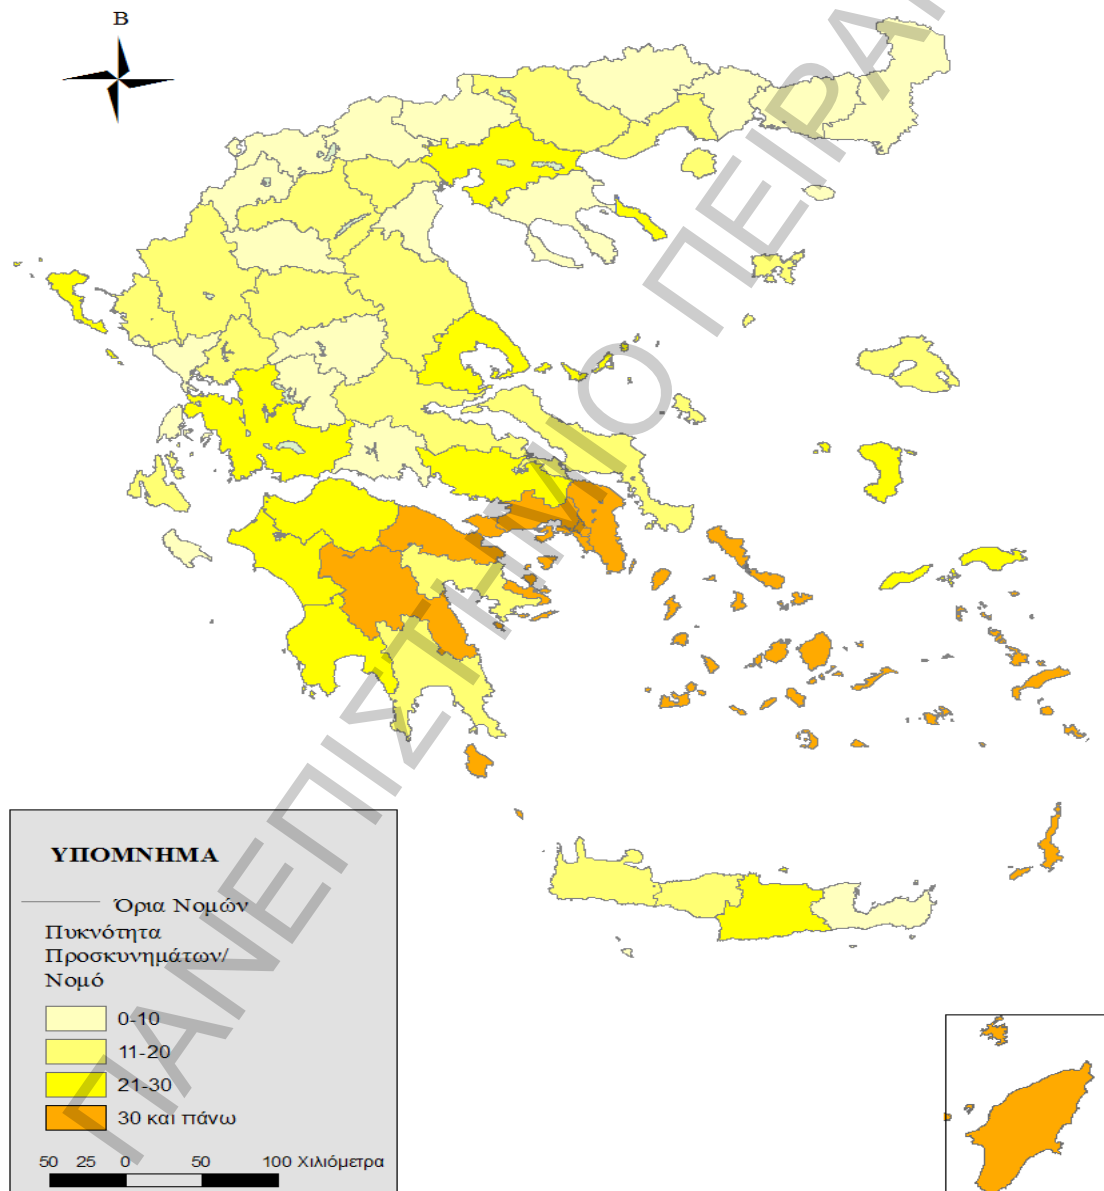 Β
ΠΑΝΕΠΙΣΤΗΜΙΟ ΠΕΙΡΑΙ
ΥΠΟΜΝΗΜΑ
Όρια Νομών
Πυκνότητα
Προσκυνημάτων/
Νομό
0-10
11-20
21-30
30 και πάνω
50 25 0 50 100 Χιλιόμετρα